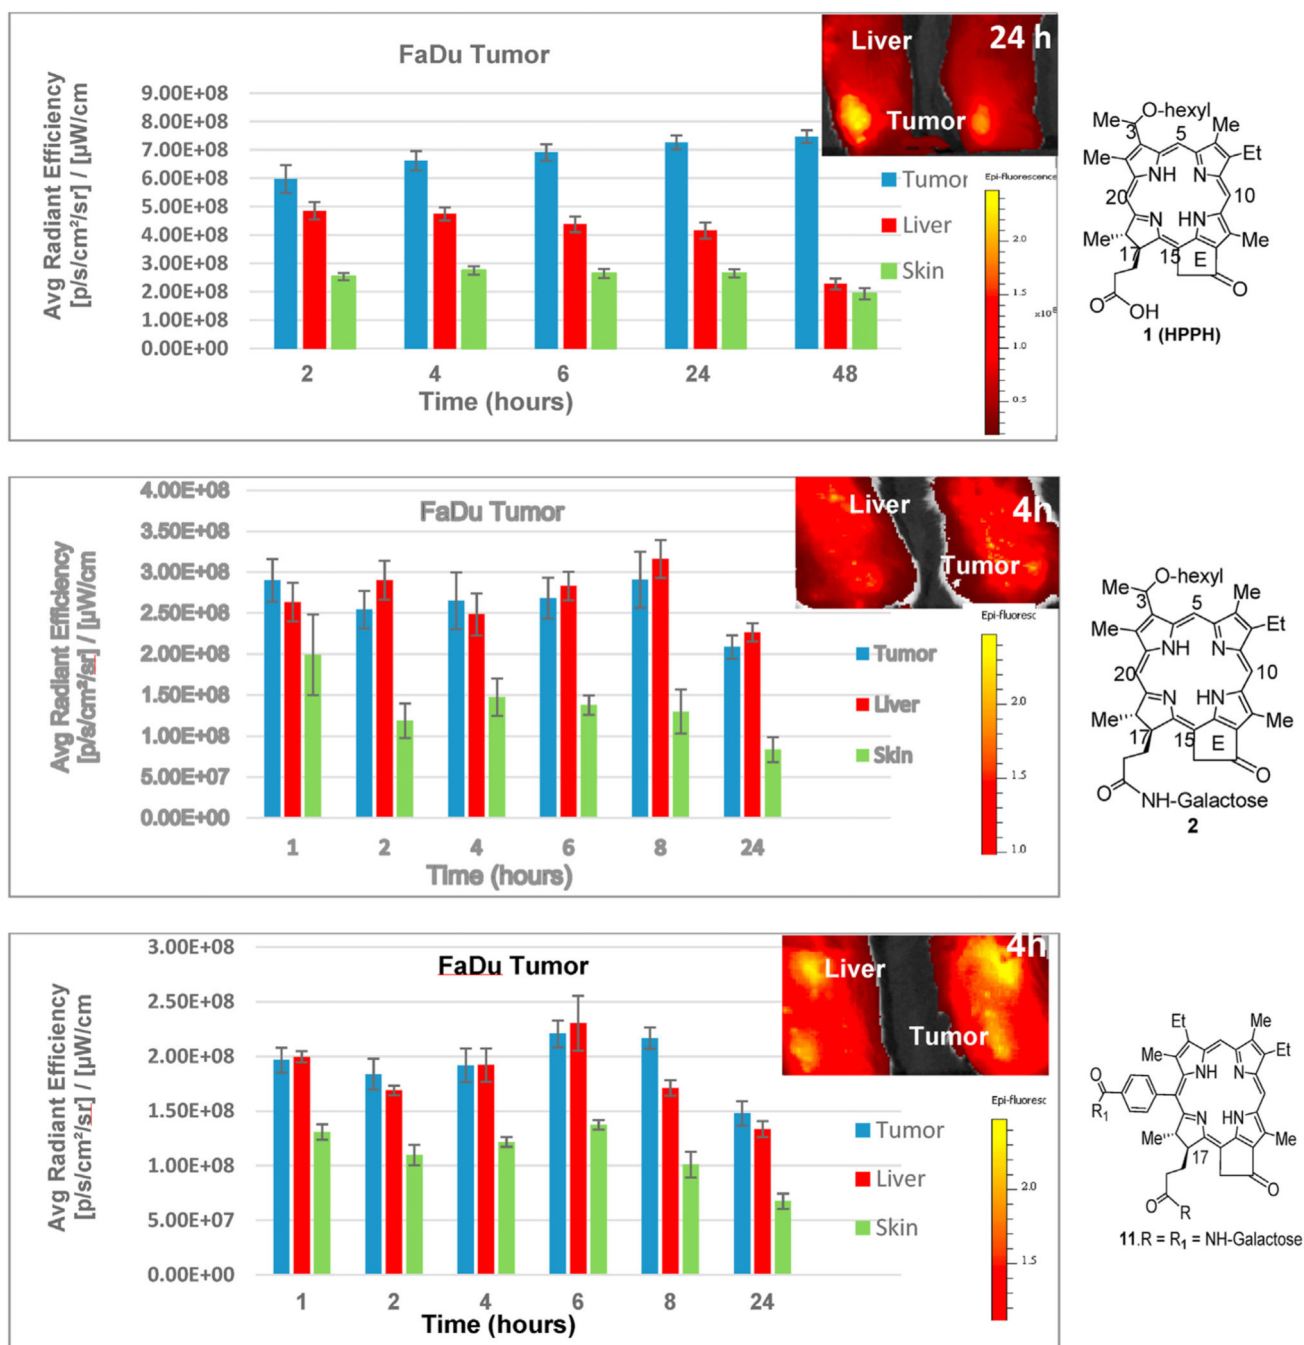 FaDu Tumor
Avg Radiant Efficiency
[p/s/cm²/sr] / [µW/cm
9.00E+08
8.00E+08
7.00E+08
6.00E+08
5.00E+08
4.00E+08
3.00E+08
2.00E+08
1.00E+08
0.00E+00
2 4 6 24 48
Time (hours)
Tumor
Liver
Skin
Liver 24 h
Tumor
Epi-fluorescence
2.0
1.5
1.0
0.5
Me O-hexyl
3 5 Me
Me Et
NH N
20 10
N HN
Me Me
17 15 E
O
O OH
1 (HPPH)
FaDu Tumor
Avg Radiant Efficiency
[p/s/cm²/sr] / [µW/cm
4.00E+08
3.50E+08
3.00E+08
2.50E+08
2.00E+08
1.50E+08
1.00E+08
5.00E+07
0.00E+00
1 2 4 6 8 24
Time (hours)
Tumor
Liver
Skin
Liver 4h
Tumor
Epi-fluoresc
2.0
1.5
1.0
Me O-hexyl
3 5 Me
Me Et
NH N
20 10
N HN
Me Me
17 15 E
O
O NH-Galactose
2
FaDu Tumor
Avg Radiant Efficiency
[p/s/cm²/sr] / [µW/cm
3.00E+08
2.50E+08
2.00E+08
1.50E+08
1.00E+08
5.00E+07
0.00E+00
1 2 4 6 8 24
Time (hours)
Tumor
Liver
Skin
4h
Liver
Tumor
Epi-fluoresc
2.0
1.5
Et Me
Me Et
NH N
O
R₁
N HN
Me Me
17
O
O R
11.R = R₁ = NH-Galactose